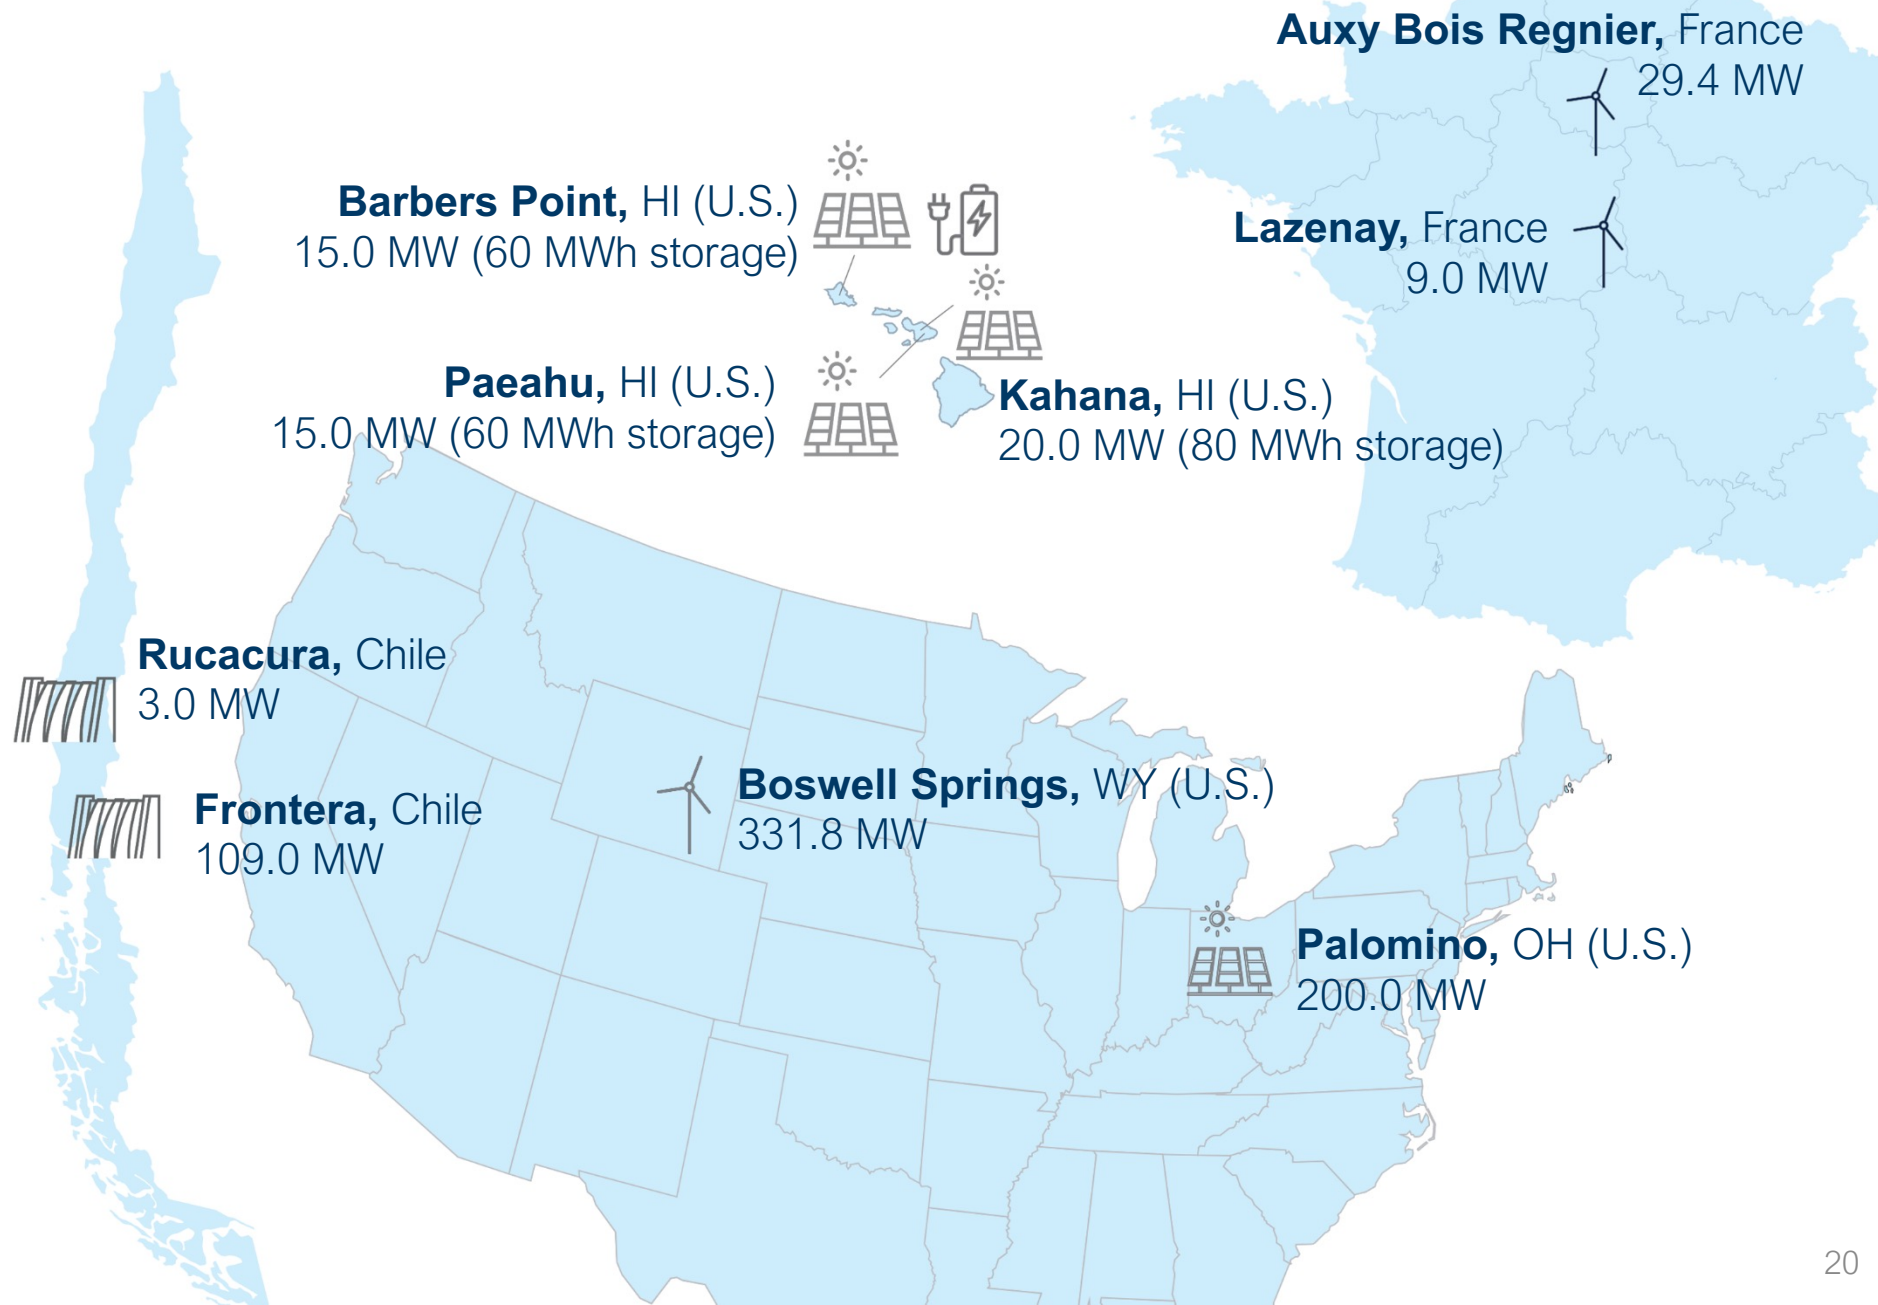 Auxy Bois Regnier, France
29.4 MW
Barbers Point, HI (U.S.)
15.0 MW (60 MWh storage)
Lazenay, France
9.0 MW
Paeahu, HI (U.S.)
15.0 MW (60 MWh storage)
Kahana, HI (U.S.)
20.0 MW (80 MWh storage)
Rucacura, Chile
3.0 MW
Frontera, Chile
109.0 MW
Boswell Springs, WY (U.S.)
331.8 MW
Palomino, OH (U.S.)
200.0 MW
20